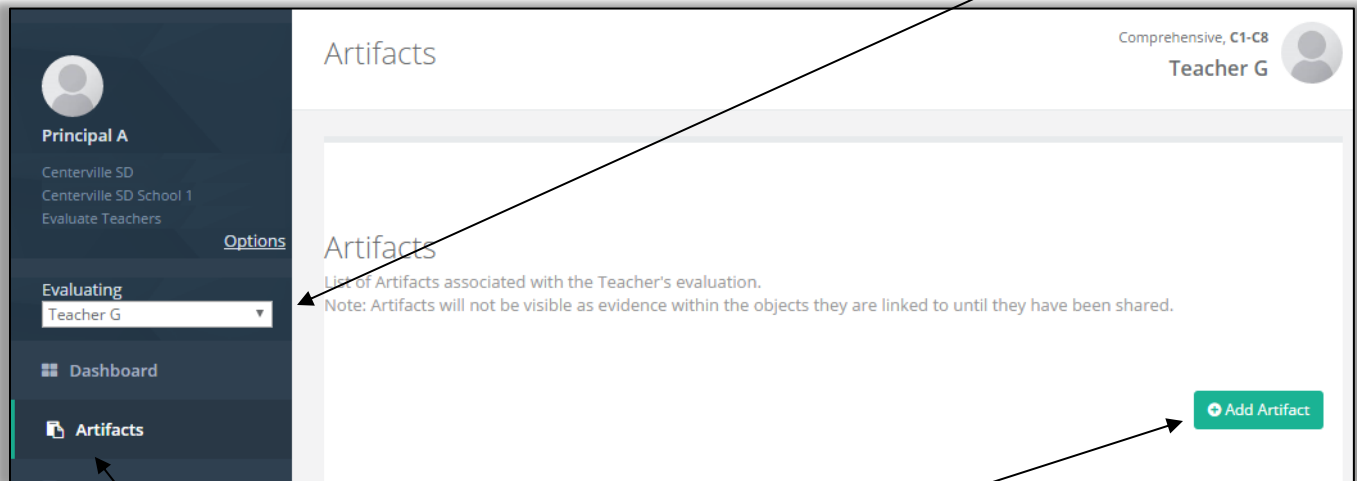 Principal A
Centerville SD
Centerville SD School 1
Evaluate Teachers
Options
Evaluating
Teacher G
Dashboard
Artifacts
Artifacts
Comprehensive, C1-C8
Teacher G
Artifacts
List of Artifacts associated with the Teacher's evaluation.
Note: Artifacts will not be visible as evidence within the objects they are linked to until they have been shared.
Add Artifact